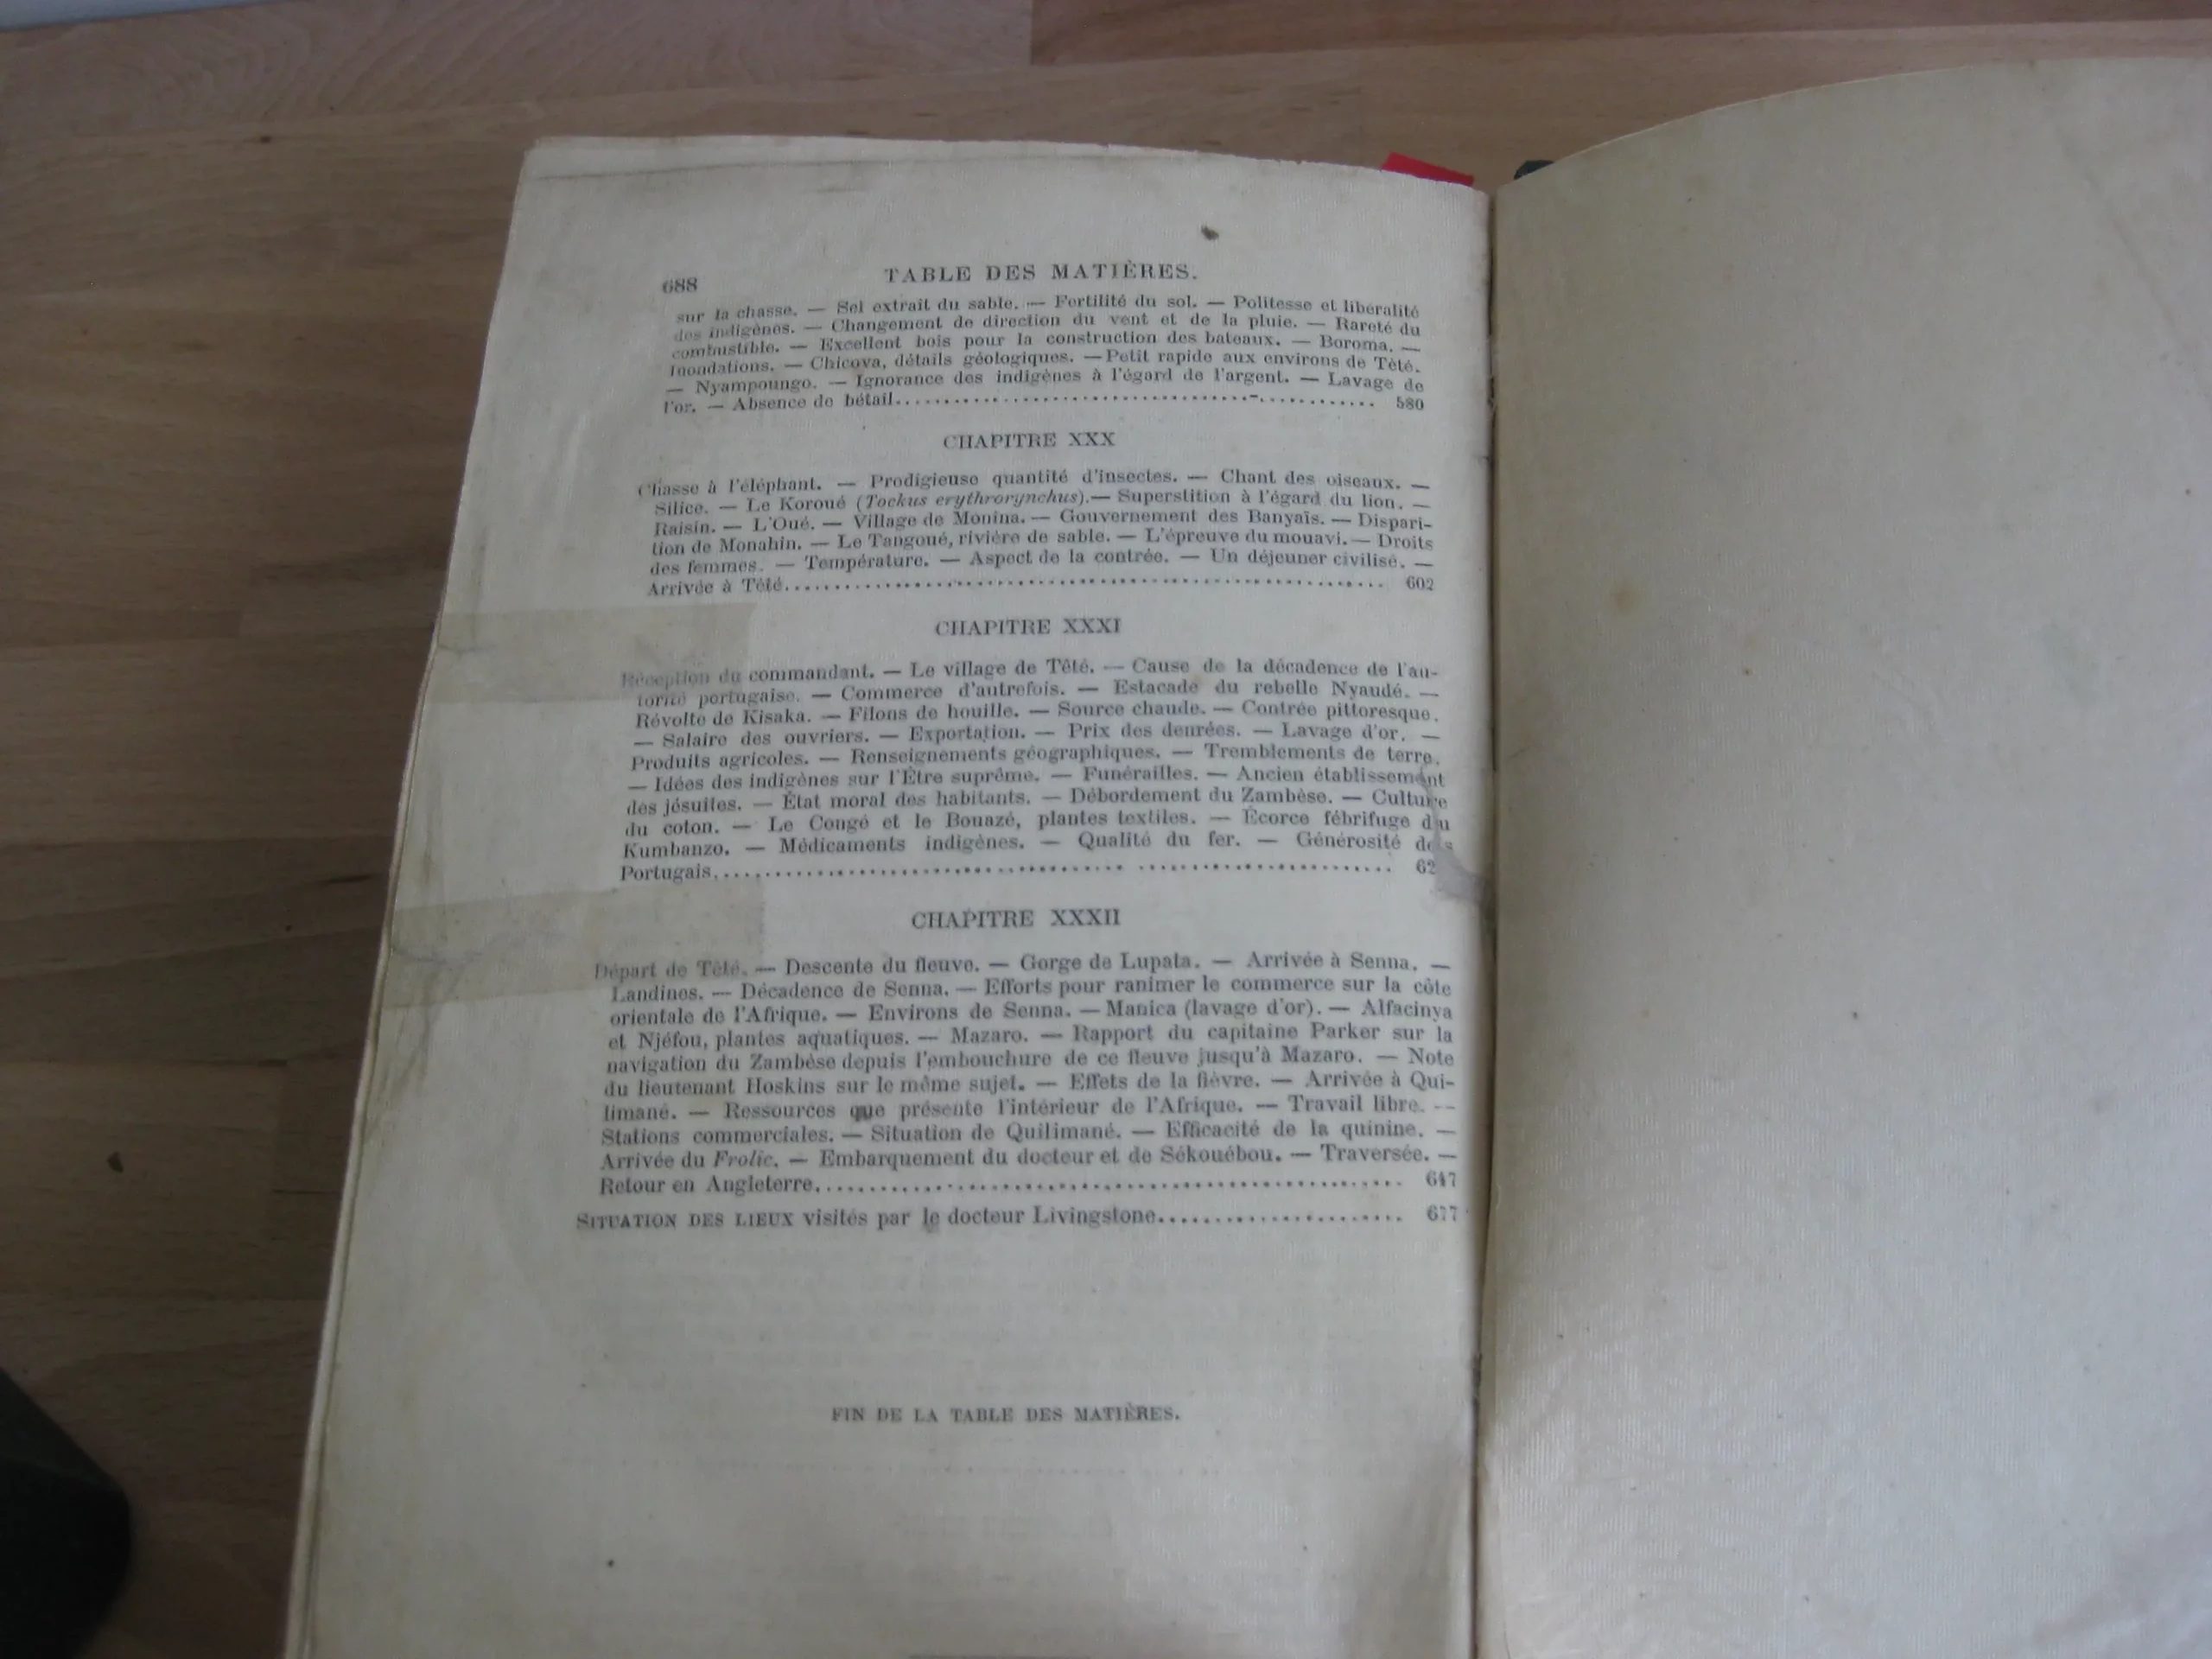 688 TABLE DES MATIÈRES.
sur la chasse. — Sel extrait du sable. — Fertilité du sol. — Politesse et libéralité
des indigènes. — Changement de direction du vent et de la pluie. — Rareté du
combustible. — Excellent bois pour la construction des bateaux. — Boroma. —
Inondations. — Chicova, détails géologiques. — Petit rapide aux environs de Tété.
— Nyampoungo. — Ignorance des indigènes à l'égard de l'argent. — Lavage de
l'or. — Absence de bétail........ 580
CHAPITRE XXX
Chasse à l'éléphant. — Prodigieuse quantité d'insectes. — Chant des oiseaux. —
Silice. — Le Koroué (Tockus erythrorynchus). — Superstition à l'égard du lion. —
Raisin. — L'Oué. — Village de Monina. — Gouvernement des Banyaïs. — Dispari-
tion de Monahin. — Le Tangoué, rivière de sable. — L'épreuve du mouavi. — Droits
des femmes. — Température. — Aspect de la contrée. — Un déjeuner civilisé. —
Arrivée à Tété........ 602
CHAPITRE XXXI
Réception du commandant. — Le village de Tété. — Cause de la décadence de l'au-
torité portugaise. — Commerce d'autrefois. — Estacade du rebelle Nyaudé. —
Révolte de Kisaka. — Filons de houille. — Source chaude. — Contrée pittoresque.
— Salaire des ouvriers. — Exportation. — Prix des denrées. — Lavage d'or. —
Produits agricoles. — Renseignements géographiques. — Tremblements de terre.
— Idées des indigènes sur l'Être suprême. — Funérailles. — Ancien établissement
des jésuites. — État moral des habitants. — Débordement du Zambèse. — Culture
du coton. — Le Congé et le Bouazé, plantes textiles. — Écorce fébrifuge du
Kumbanzo. — Médicaments indigènes. — Qualité du fer. — Générosité des
Portugais........ 62
CHAPITRE XXXII
Départ de Tété. — Descente du fleuve. — Gorge de Lupata. — Arrivée à Senna. —
Landines. — Décadence de Senna. — Efforts pour ranimer le commerce sur la côte
orientale de l'Afrique. — Environs de Senna. — Manica (lavage d'or). — Alfacinya
et Njéfou, plantes aquatiques. — Mazaro. — Rapport du capitaine Parker sur la
navigation du Zambèse depuis l'embouchure de ce fleuve jusqu'à Mazaro. — Note
du lieutenant Hoskins sur le même sujet. — Effets de la fièvre. — Arrivée à Qui-
limané. — Ressources que présente l'intérieur de l'Afrique. — Travail libre. —
Stations commerciales. — Situation de Quilimané. — Efficacité de la quinine. —
Arrivée du Frolic. — Embarquement du docteur et de Sékouébou. — Traversée. —
Retour en Angleterre........ 647
SITUATION DES LIEUX visités par le docteur Livingstone........ 677
FIN DE LA TABLE DES MATIÈRES.